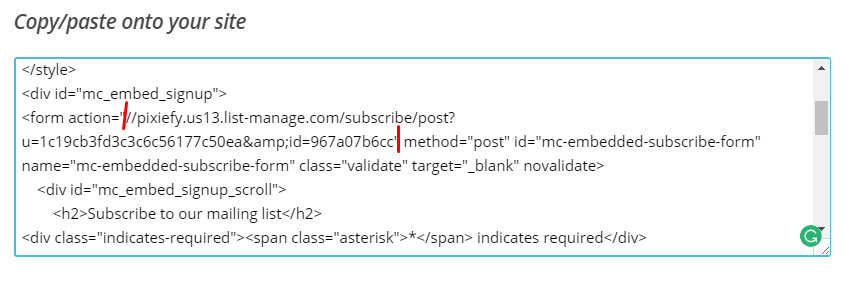 Copy/paste onto your site
</style>
<div id="mc_embed_signup">
<form action="//pixiefy.us13.list-manage.com/subscribe/post?
u=1c19cb3fd3c3c6c56177c50ea&amp;id=967a07b6cc" method="post" id="mc-embedded-subscribe-form"
name="mc-embedded-subscribe-form" class="validate" target="_blank" novalidate>
    <div id="mc_embed_signup_scroll">
        <h2>Subscribe to our mailing list</h2>
<div class="indicates-required"><span class="asterisk">*</span> indicates required</div>